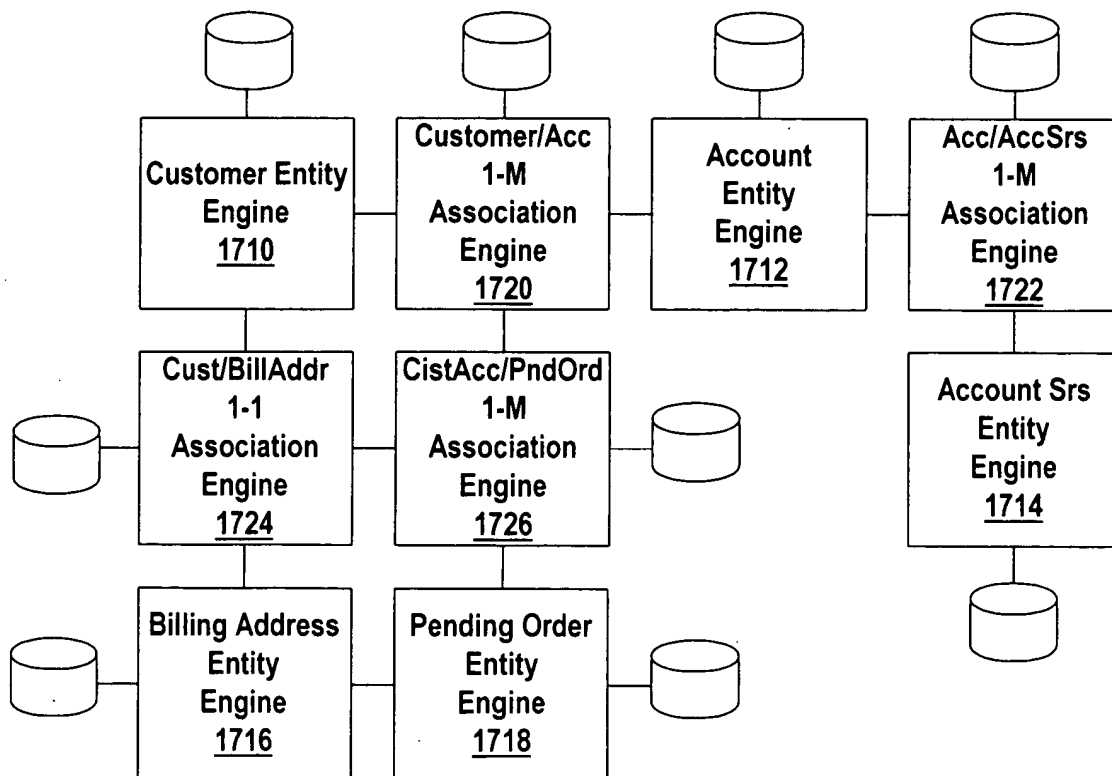 Customer Entity
Engine
1710
Customer/Acc
1-M
Association
Engine
1720
Account
Entity
Engine
1712
Acc/AccSrs
1-M
Association
Engine
1722
Cust/BillAddr
1-1
Association
Engine
1724
CistAcc/PndOrd
1-M
Association
Engine
1726
Account Srs
Entity
Engine
1714
Billing Address
Entity
Engine
1716
Pending Order
Entity
Engine
1718